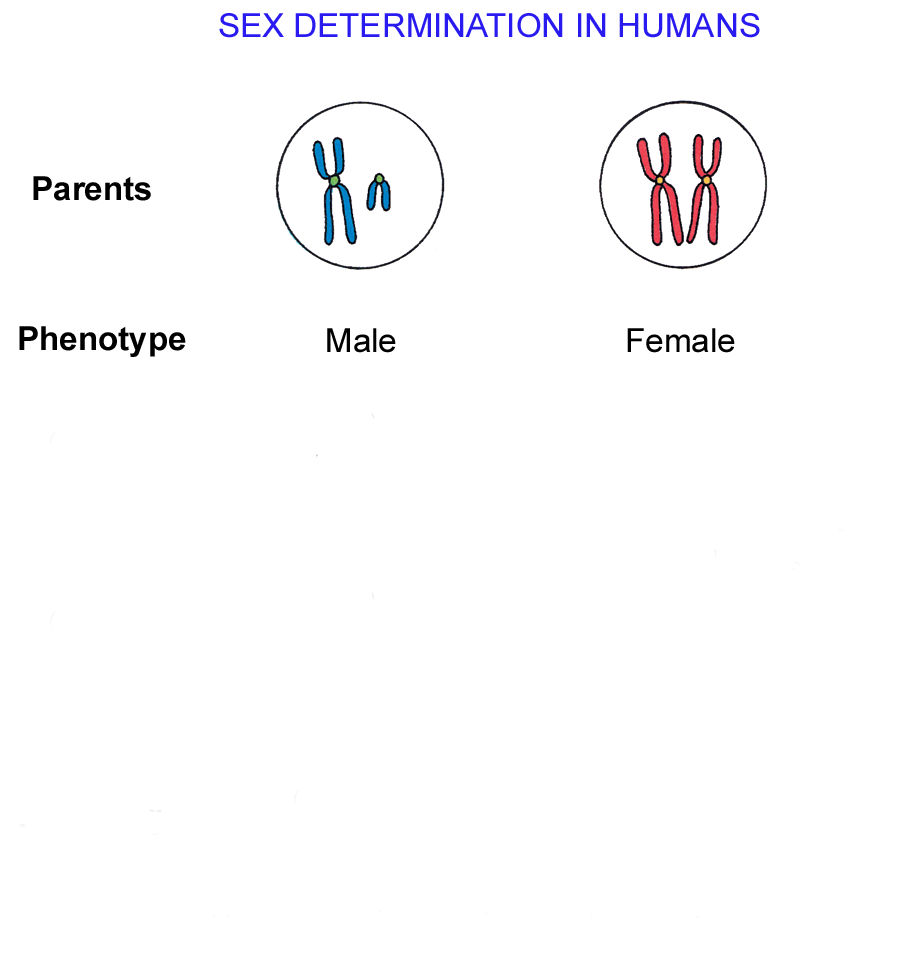 SEX DETERMINATION IN HUMANS
Parents
Phenotype Male Female